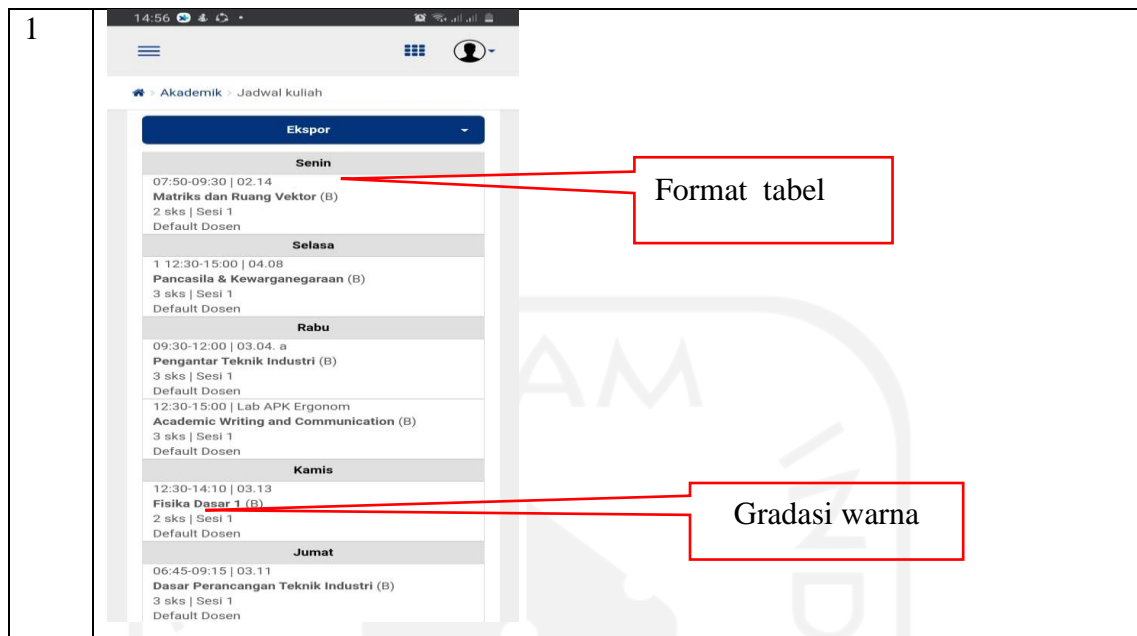 1
14:56
Akademik > Jadwal kuliah
Ekspor
Senin
07:50-09:30 | 02.14
Matriks dan Ruang Vektor (B)
2 sks | Sesi 1
Default Dosen
Format tabel
Selasa
1 12:30-15:00 | 04.08
Pancasila & Kewarganegaraan (B)
3 sks | Sesi 1
Default Dosen
Rabu
09:30-12:00 | 03.04. a
Pengantar Teknik Industri (B)
3 sks | Sesi 1
Default Dosen
12:30-15:00 | Lab APK Ergonom
Academic Writing and Communication (B)
3 sks | Sesi 1
Default Dosen
Kamis
12:30-14:10 | 03.13
Fisika Dasar 1 (B)
2 sks | Sesi 1
Default Dosen
Gradasi warna
Jumat
06:45-09:15 | 03.11
Dasar Perancangan Teknik Industri (B)
3 sks | Sesi 1
Default Dosen